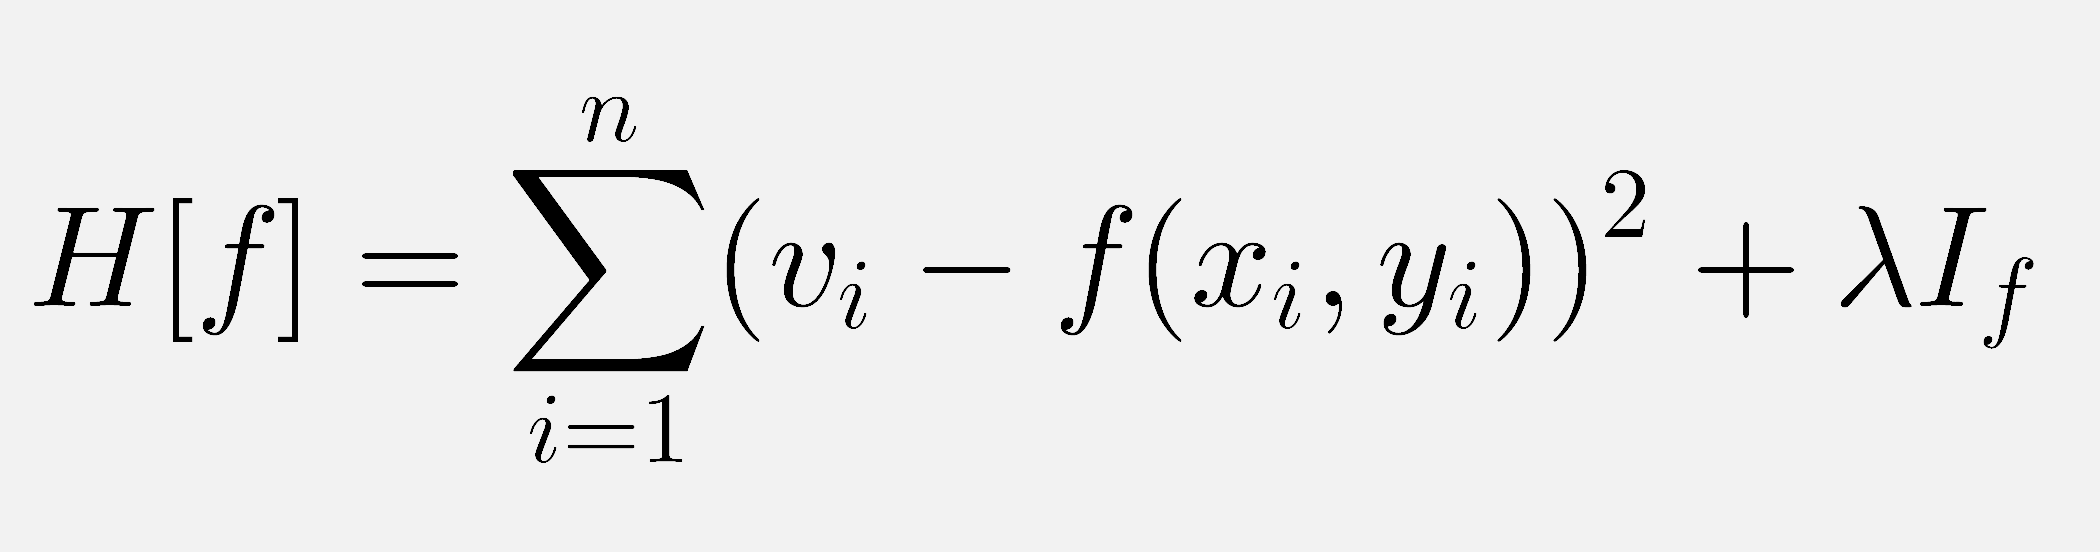 H[f] = \sum_{i=1}^{n} (v_i - f(x_i, y_i))^2 + \lambda I_f